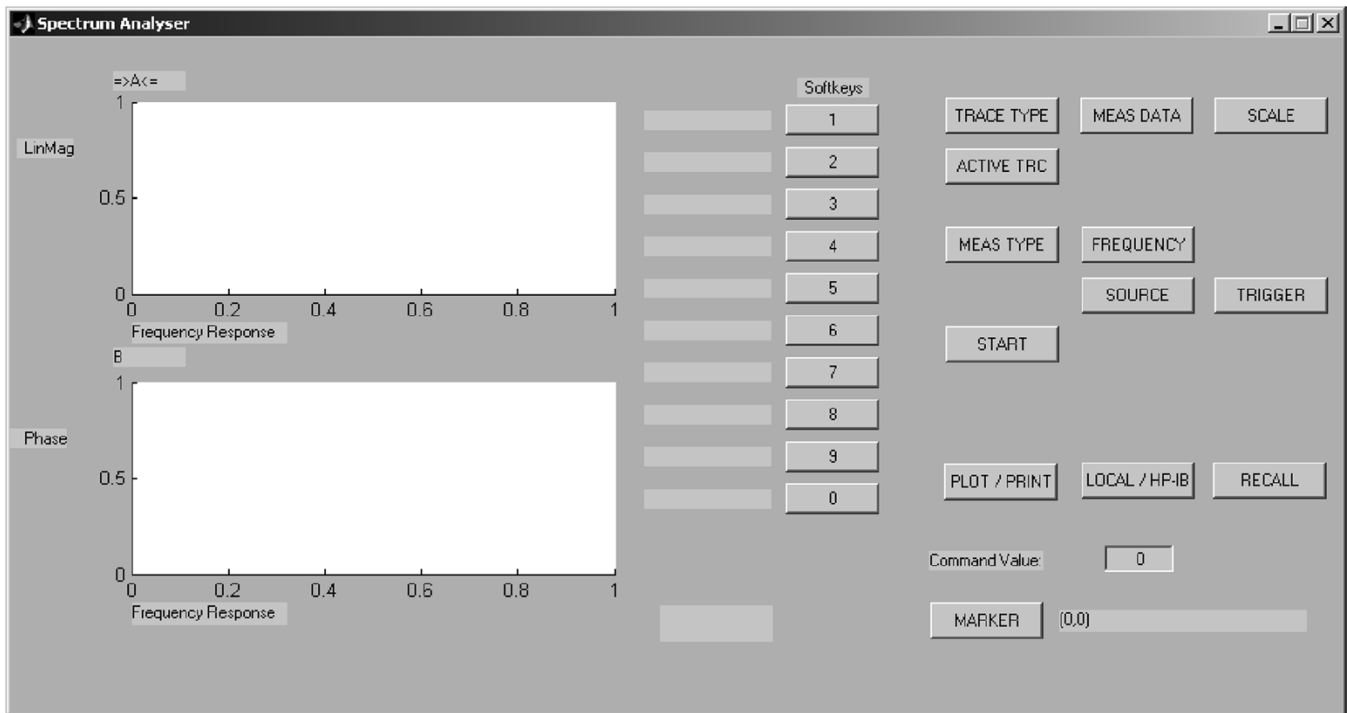 Spectrum Analyser
=>A<=
1
LinMag
0.5
0
0 0.2 0.4 0.6 0.8 1
Frequency Response
B
1
Phase
0.5
0
0 0.2 0.4 0.6 0.8 1
Frequency Response
Softkeys
1
2
3
4
5
6
7
8
9
0
TRACE TYPE MEAS DATA SCALE
ACTIVE TRC
MEAS TYPE FREQUENCY
SOURCE TRIGGER
START
PLOT / PRINT LOCAL / HP-IB RECALL
Command Value: 0
MARKER (0,0)